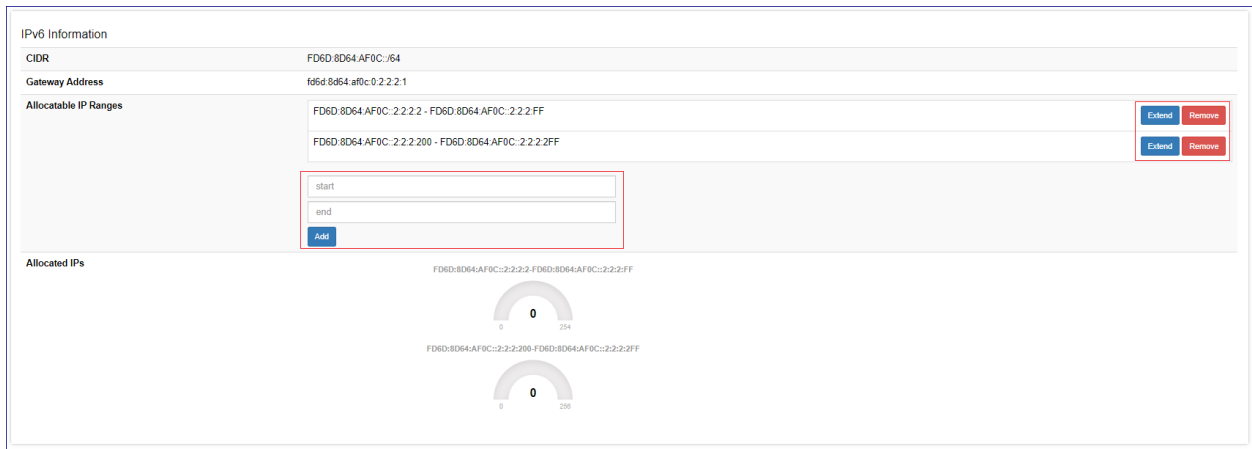 IPv6 Information
CIDR FD6D:8D64:AF0C::/64
Gateway Address fd6d:8d64:af0c:0:2:2:2:1
Allocatable IP Ranges FD6D:8D64:AF0C::2:2:2:2 - FD6D:8D64:AF0C::2:2:2:FF Extend Remove
FD6D:8D64:AF0C::2:2:2:200 - FD6D:8D64:AF0C::2:2:2:2FF Extend Remove
start
end
Add
Allocated IPs
FD6D:8D64:AF0C::2:2:2:2-FD6D:8D64:AF0C::2:2:2:FF
0
0 254
FD6D:8D64:AF0C::2:2:2:200-FD6D:8D64:AF0C::2:2:2:2FF
0
0 256